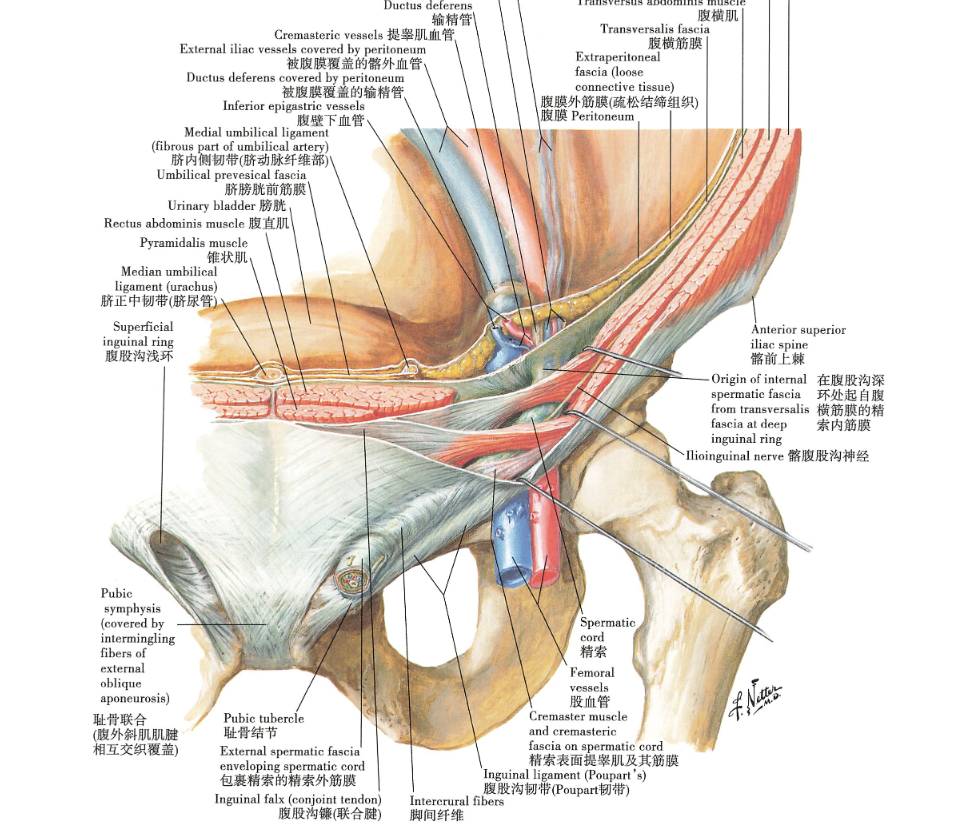 Ductus deferens
输精管
Cremasteric vessels 提睾肌血管
External iliac vessels covered by peritoneum
被腹膜覆盖的髂外血管
Ductus deferens covered by peritoneum
被腹膜覆盖的输精管
Inferior epigastric vessels
腹壁下血管
Medial umbilical ligament
(fibrous part of umbilical artery)
脐内侧韧带(脐动脉纤维部)
Umbilical prevesical fascia
脐膀胱前筋膜
Urinary bladder 膀胱
Rectus abdominis muscle 腹直肌
Pyramidalis muscle
锥状肌
Median umbilical
ligament (urachus)
脐正中韧带(脐尿管)
Superficial
inguinal ring
腹股沟浅环
Transversus abdominis muscle
腹横肌
Transversalis fascia
腹横筋膜
Extraperitoneal
fascia (loose
connective tissue)
腹膜外筋膜(疏松结缔组织)
腹膜 Peritoneum
Anterior superior
iliac spine
髂前上棘
Origin of internal
spermatic fascia
from transversalis
fascia at deep
inguinal ring
在腹股沟深
环处起自腹
横筋膜的精
索内筋膜
Ilioinguinal nerve 髂腹股沟神经
Pubic
symphysis
(covered by
intermingling
fibers of
external
oblique
aponeurosis)
耻骨联合
(腹外斜肌肌腱
相互交织覆盖)
Pubic tubercle
耻骨结节
External spermatic fascia
enveloping spermatic cord
包裹精索的精索外筋膜
Inguinal falx (conjoint tendon)
腹股沟镰(联合腱)
Intercrural fibers
脚间纤维
Spermatic
cord
精索
Femoral
vessels
股血管
Cremaster muscle
and cremasteric
fascia on spermatic cord
精索表面提睾肌及其筋膜
Inguinal ligament (Poupart's)
腹股沟韧带(Poupart韧带)
F. Netter
M.D.